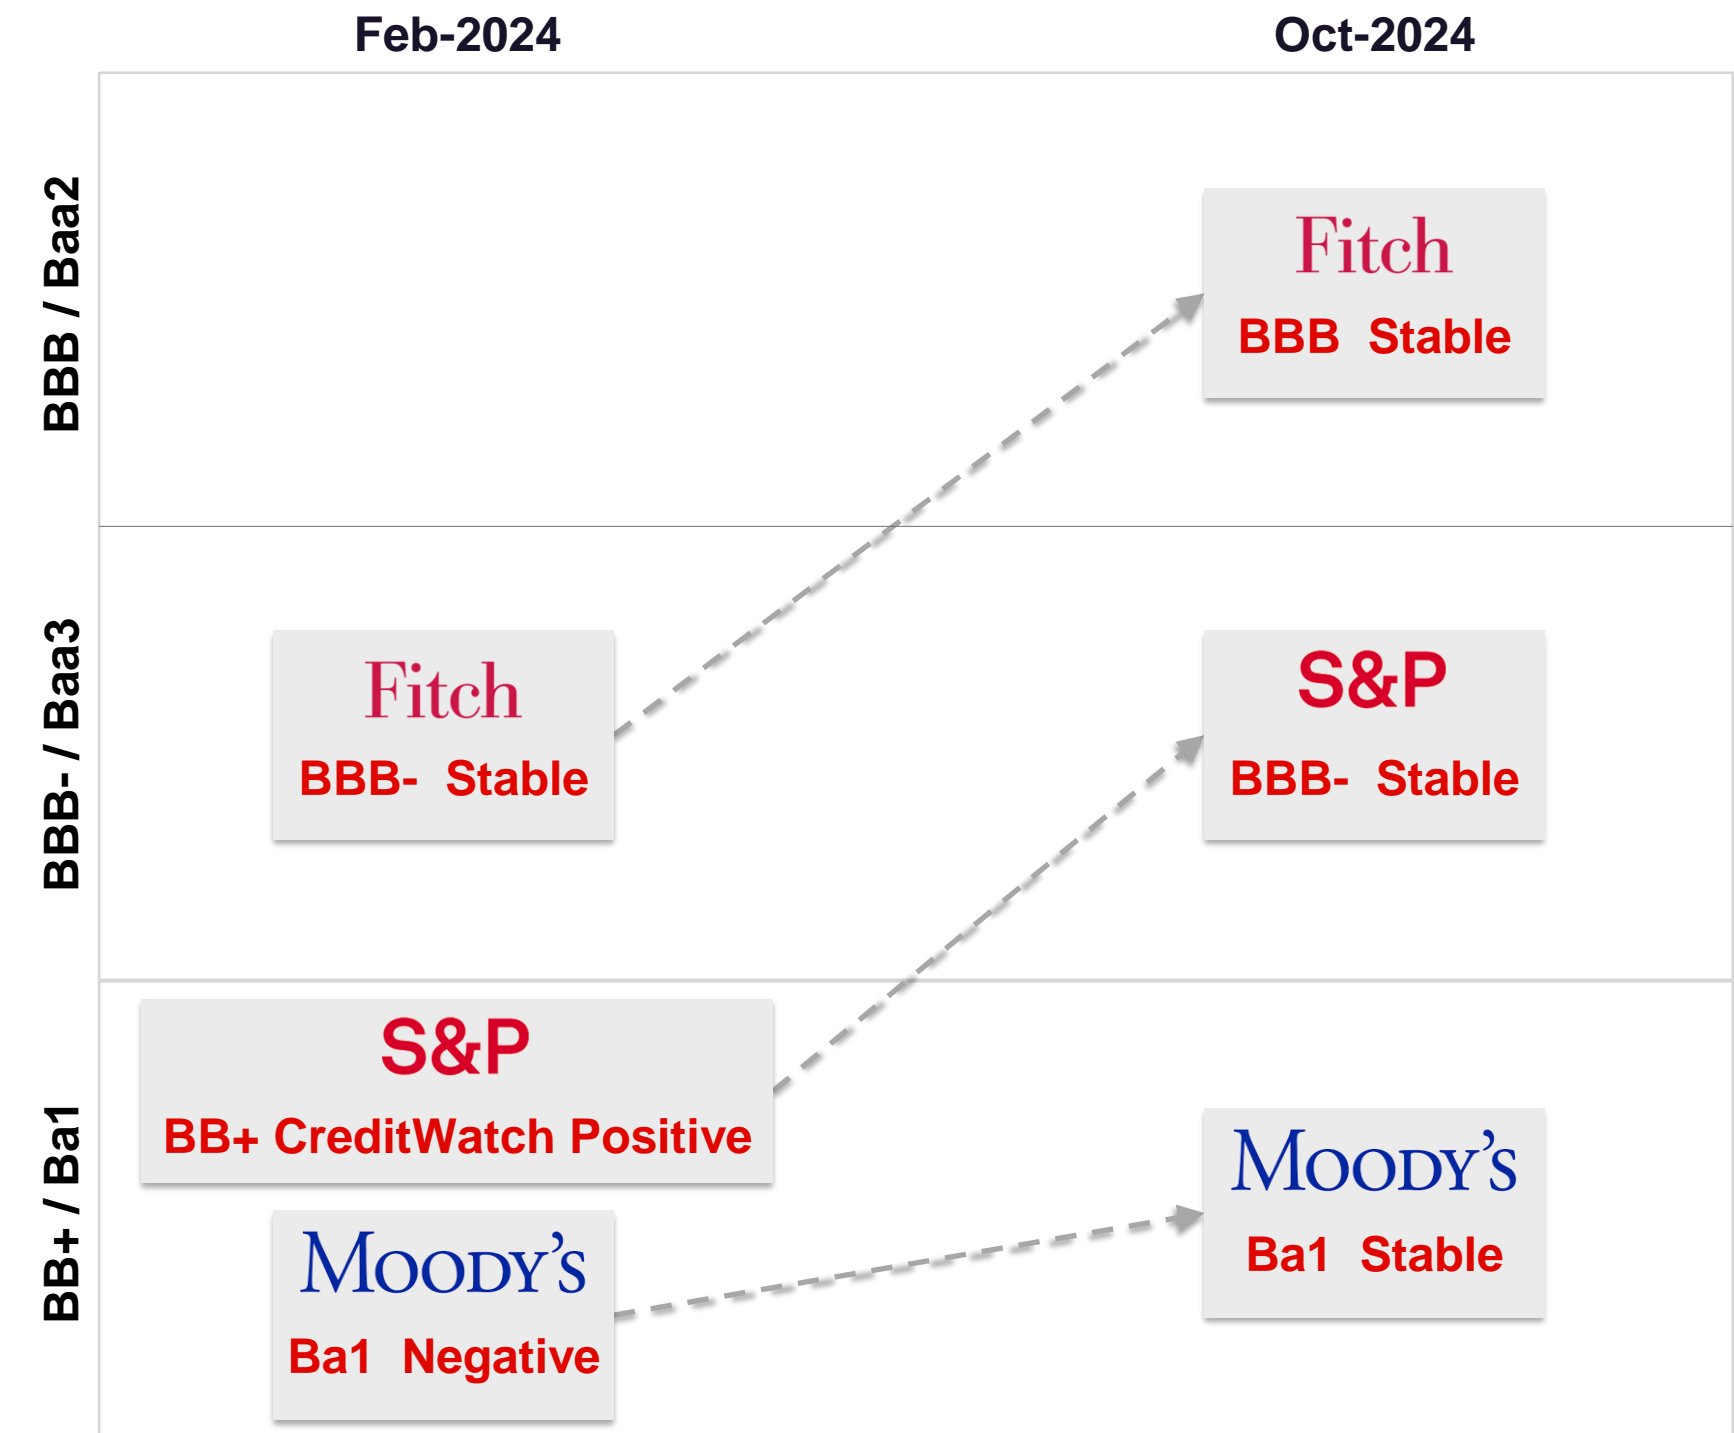 Feb-2024
Oct-2024
BBB / Baa2
Fitch
BBB Stable
BBB- / Baa3
Fitch
BBB- Stable
S&P
BBB- Stable
BB+ / Ba1
S&P
BB+ CreditWatch Positive
Moody's
Ba1 Negative
Moody's
Ba1 Stable